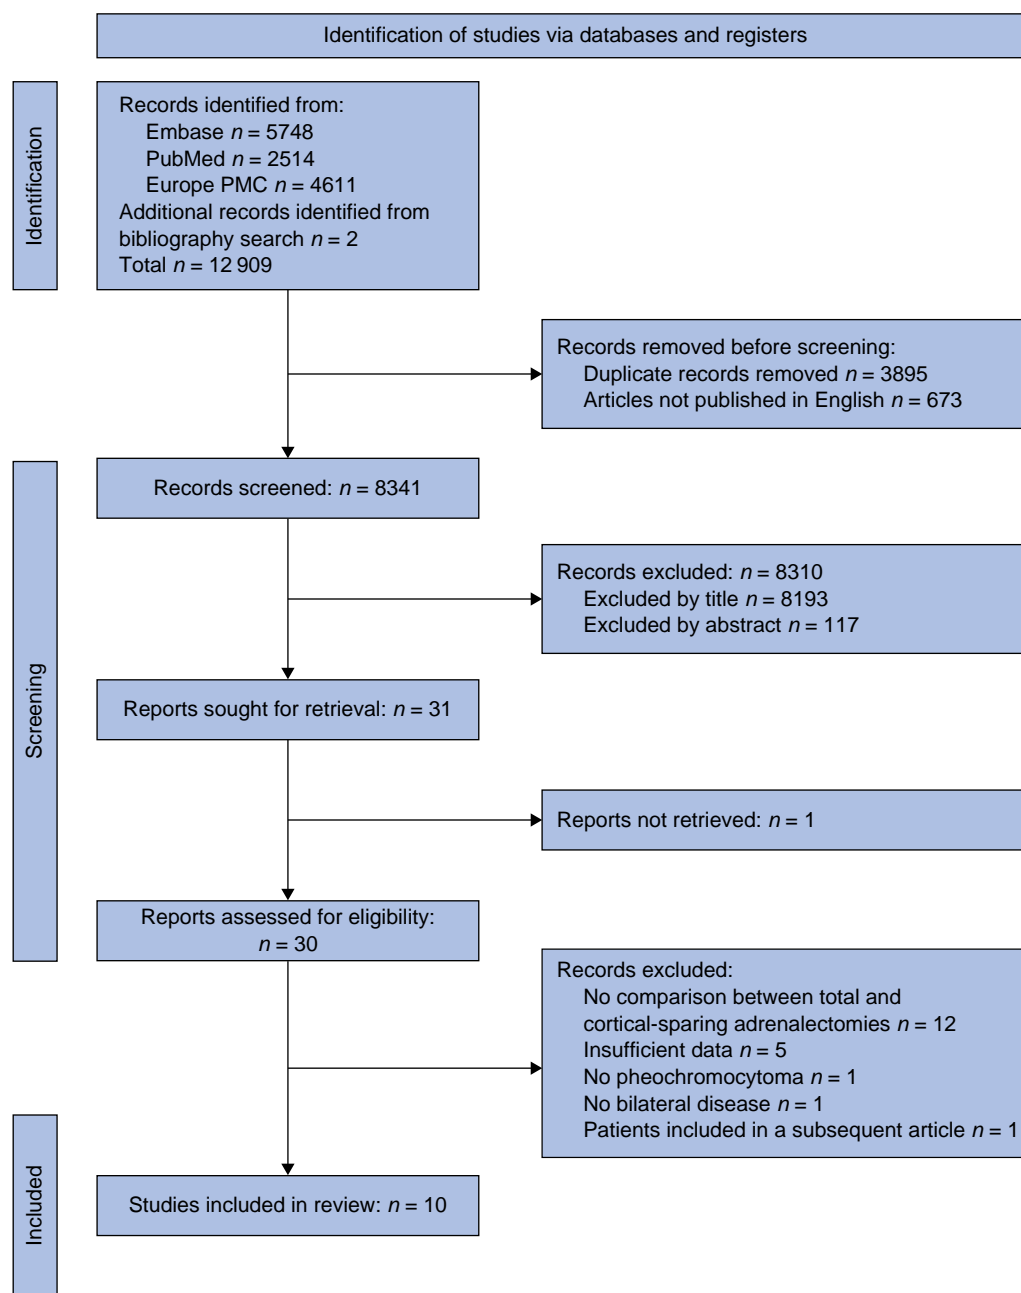 Identification of studies via databases and registers
Identification
Records identified from:
Embase n = 5748
PubMed n = 2514
Europe PMC n = 4611
Additional records identified from
bibliography search n = 2
Total n = 12 909
Records removed before screening:
Duplicate records removed n = 3895
Articles not published in English n = 673
Screening
Records screened: n = 8341
Records excluded: n = 8310
Excluded by title n = 8193
Excluded by abstract n = 117
Reports sought for retrieval: n = 31
Reports not retrieved: n = 1
Reports assessed for eligibility:
n = 30
Records excluded:
No comparison between total and
cortical-sparing adrenalectomies n = 12
Insufficient data n = 5
No pheochromocytoma n = 1
No bilateral disease n = 1
Patients included in a subsequent article n = 1
Included
Studies included in review: n = 10